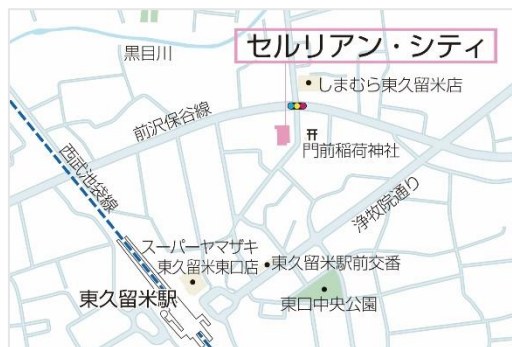 黒目川
セルリアン・シティ
しまむら東久留米店
前沢保谷線
門前稲荷神社
西武池袋線
浄牧院通り
スーパーヤマザキ
東久留米東口店
東久留米駅前交番
東久留米駅
東口中央公園